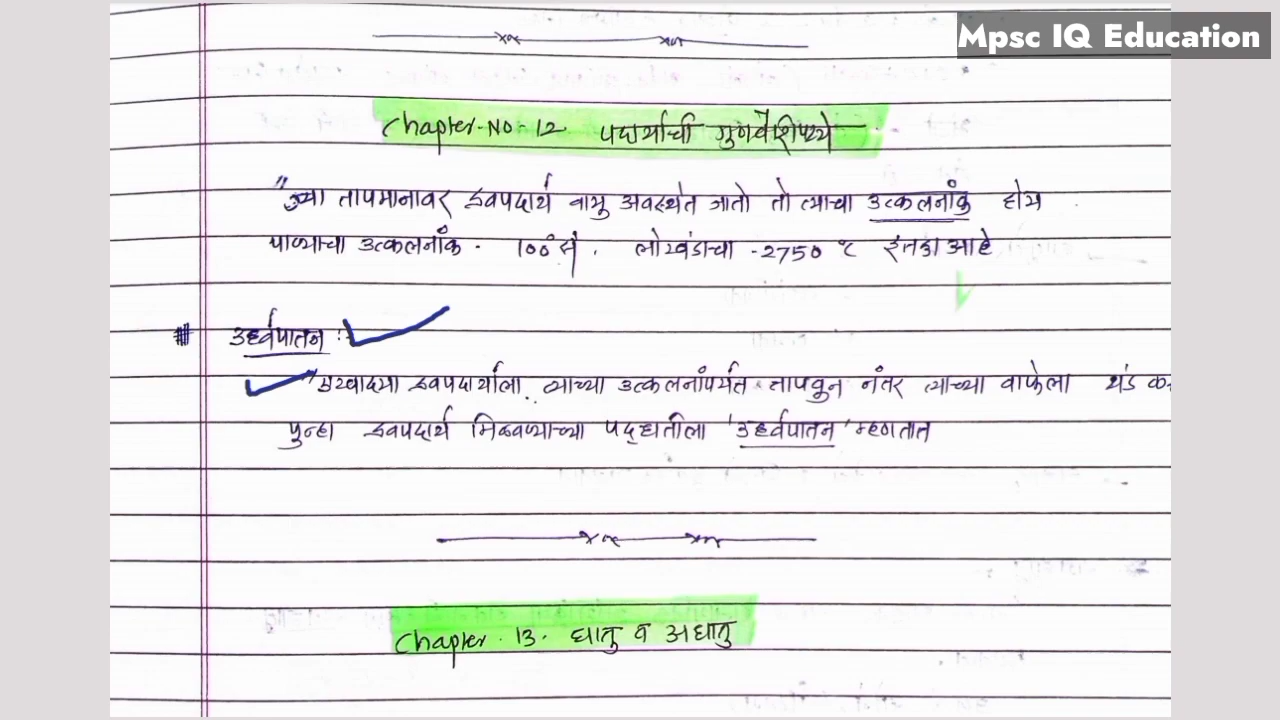 Mpsc IQ Education
Chapter-No-12 पदार्थाची गुणवैशिष्ट्ये
"ज्या तापमानावर द्रवपदार्थ वायू अवस्थेत जातो तो त्याचा उत्कलनांक होय
पाण्याचा उत्कलनांक - 100°सें. लोखंडाचा -2750 °c इतका आहे
# उर्ध्वपातन :-
"एखाद्या द्रवपदार्थाला त्याच्या उत्कलनांपर्यंत तापवून नंतर त्याच्या वाफेला थंड
पुन्हा द्रवपदार्थ मिळवण्याच्या पद्धतीला 'उर्ध्वपातन' म्हणतात
Chapter - 13. धातु व अधातु